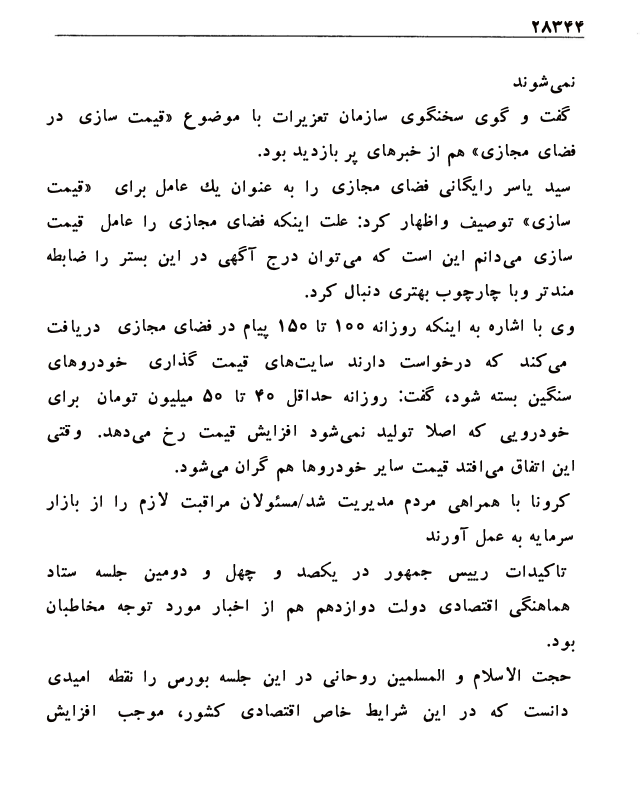 ۲۸۳۴۴
نمی‌شوند
گفت و گوی سخنگوی سازمان تعزیرات با موضوع «قیمت سازی در
فضای مجازی» هم از خبرهای پر بازدید بود.
سید یاسر رایگانی فضای مجازی را به عنوان یك عامل برای «قیمت
سازی» توصیف واظهار کرد: علت اینکه فضای مجازی را عامل قیمت
سازی می‌دانم این است که می‌توان درج آگهی در این بستر را ضابطه
مندتر وبا چارچوب بهتری دنبال کرد.
وی با اشاره به اینکه روزانه ۱۰۰ تا ۱۵۰ پیام در فضای مجازی دریافت
می‌کند که درخواست دارند سایت‌های قیمت گذاری خودروهای
سنگین بسته شود، گفت: روزانه حداقل ۴۰ تا ۵۰ میلیون تومان برای
خودرویی که اصلا تولید نمی‌شود افزایش قیمت رخ می‌دهد. وقتی
این اتفاق می‌افتد قیمت سایر خودروها هم گران می‌شود.
کرونا با همراهی مردم مدیریت شد/مسئولان مراقبت لازم را از بازار
سرمایه به عمل آورند
تاکیدات رییس جمهور در یکصد و چهل و دومین جلسه ستاد
هماهنگی اقتصادی دولت دوازدهم هم از اخبار مورد توجه مخاطبان
بود.
حجت الاسلام و المسلمین روحانی در این جلسه بورس را نقطه امیدی
دانست که در این شرایط خاص اقتصادی کشور، موجب افزایش